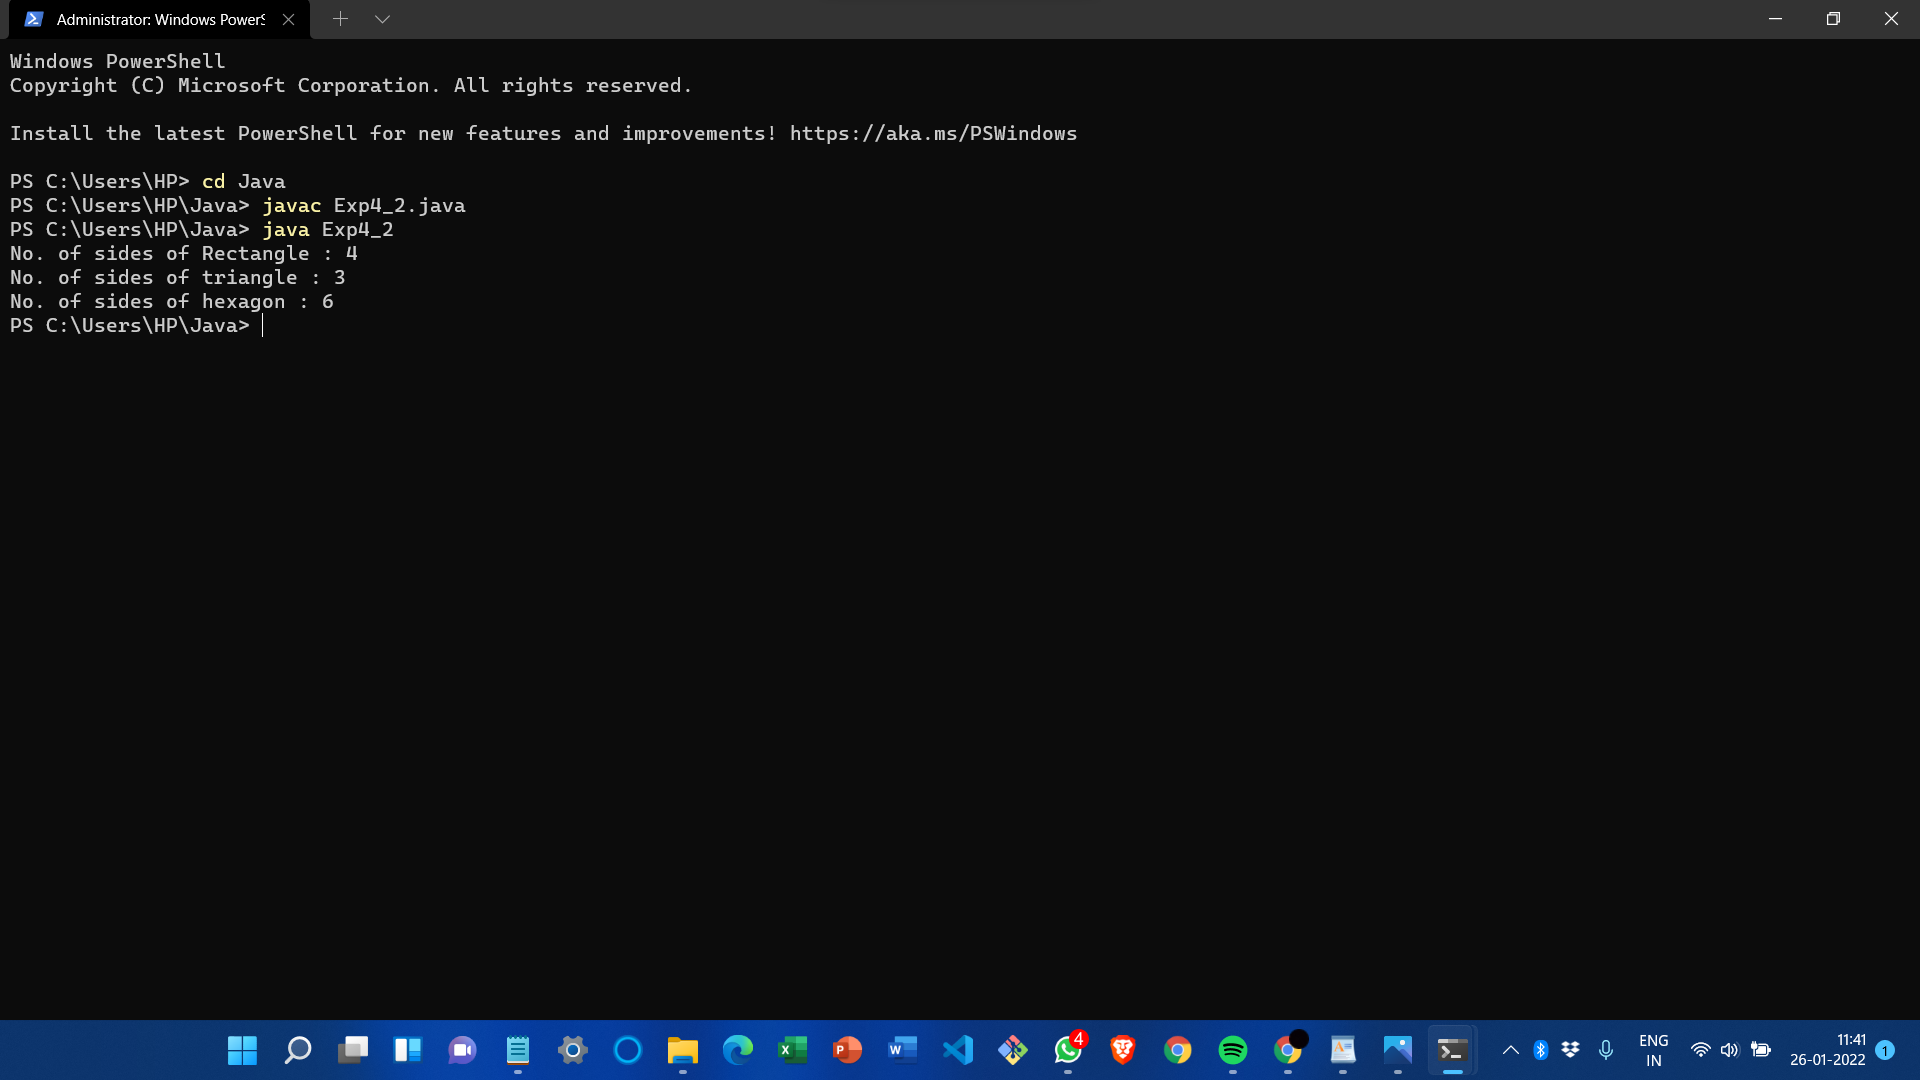 Administrator: Windows PowerS
Windows PowerShell
Copyright (C) Microsoft Corporation. All rights reserved.
Install the latest PowerShell for new features and improvements! https://aka.ms/PSWindows
PS C:\Users\HP> cd Java
PS C:\Users\HP\Java> javac Exp4_2.java
PS C:\Users\HP\Java> java Exp4_2
No. of sides of Rectangle : 4
No. of sides of triangle : 3
No. of sides of hexagon : 6
PS C:\Users\HP\Java>
4
ENG
IN
11:41
26-01-2022
1